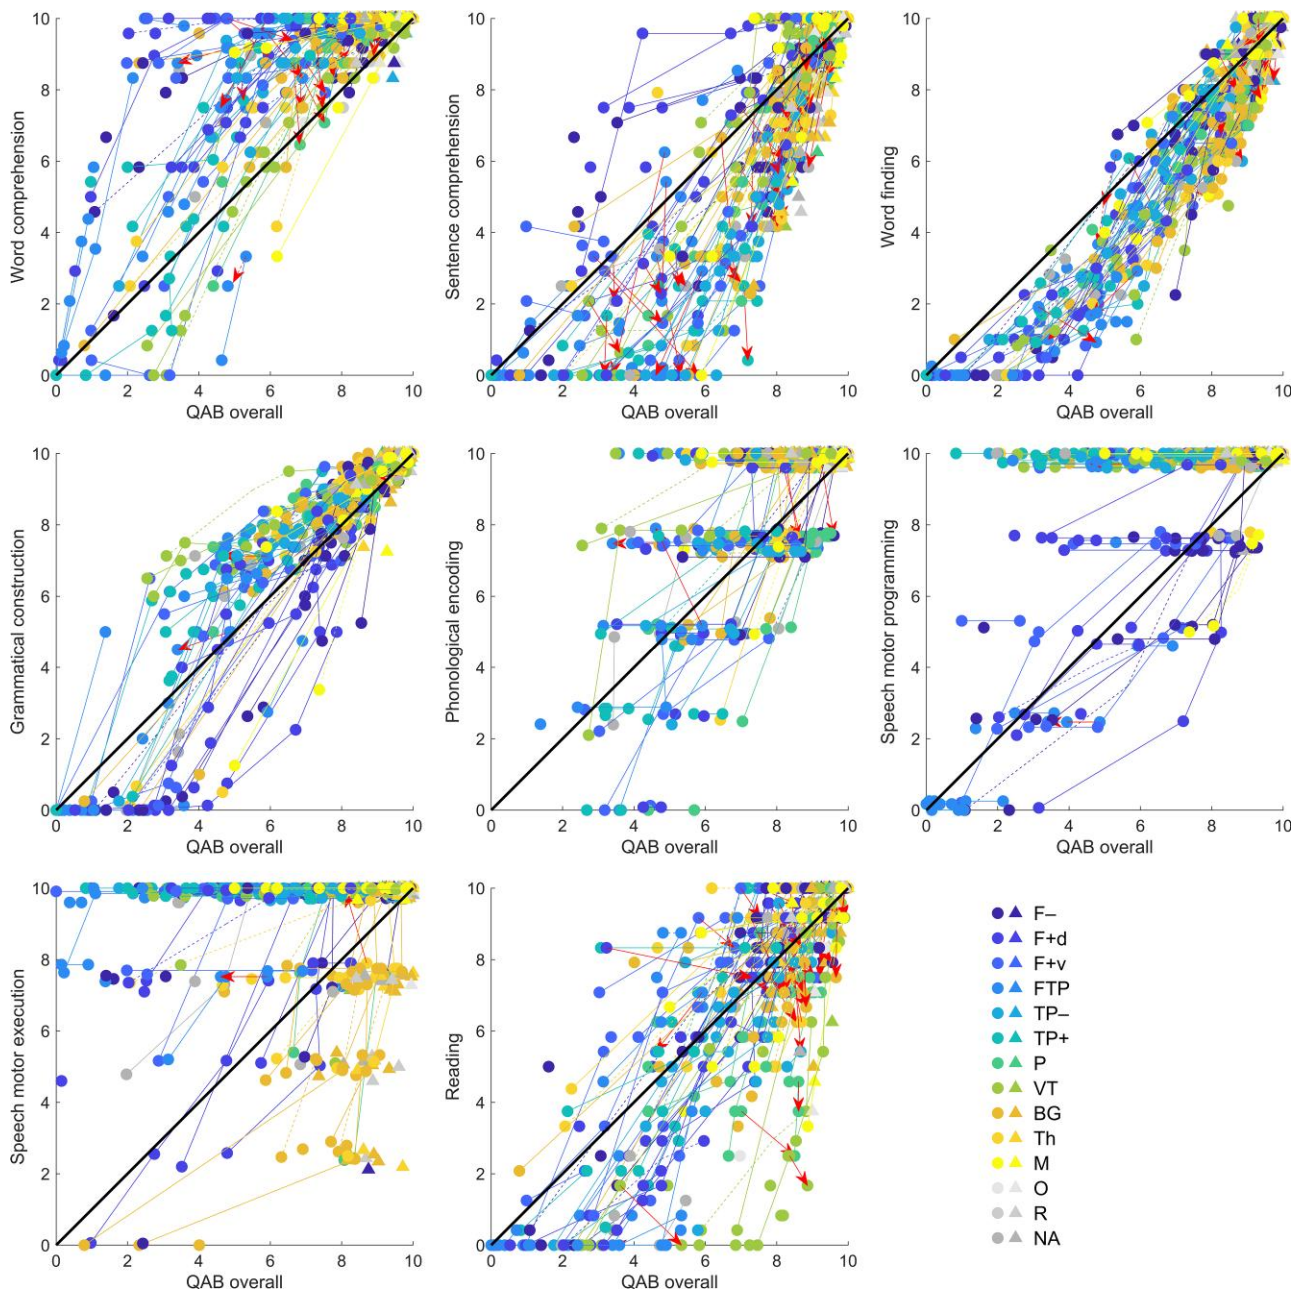 10
8
6
4
2
0
Word comprehension
0 2 4 6 8 10
QAB overall
10
8
6
4
2
0
Sentence comprehension
0 2 4 6 8 10
QAB overall
10
8
6
4
2
0
Word finding
0 2 4 6 8 10
QAB overall
10
8
6
4
2
0
Grammatical construction
0 2 4 6 8 10
QAB overall
10
8
6
4
2
0
Phonological encoding
0 2 4 6 8 10
QAB overall
10
8
6
4
2
0
Speech motor programming
0 2 4 6 8 10
QAB overall
10
8
6
4
2
0
Speech motor execution
0 2 4 6 8 10
QAB overall
10
8
6
4
2
0
Reading
0 2 4 6 8 10
QAB overall
F–
F+d
F+v
FTP
TP–
TP+
P
VT
BG
Th
M
O
R
NA